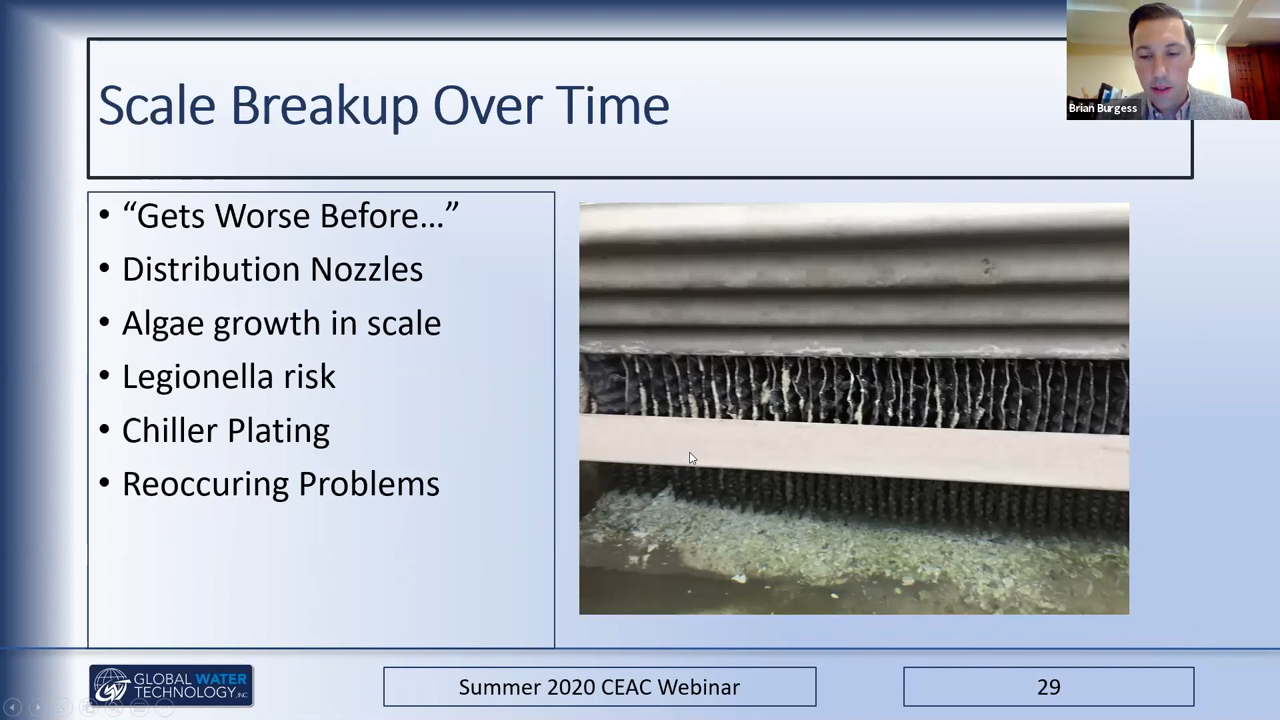 Scale Breakup Over Time
Brian Burgess
• “Gets Worse Before…”
• Distribution Nozzles
• Algae growth in scale
• Legionella risk
• Chiller Plating
• Reoccuring Problems
GLOBAL WATER
TECHNOLOGY, INC
Summer 2020 CEAC Webinar
29